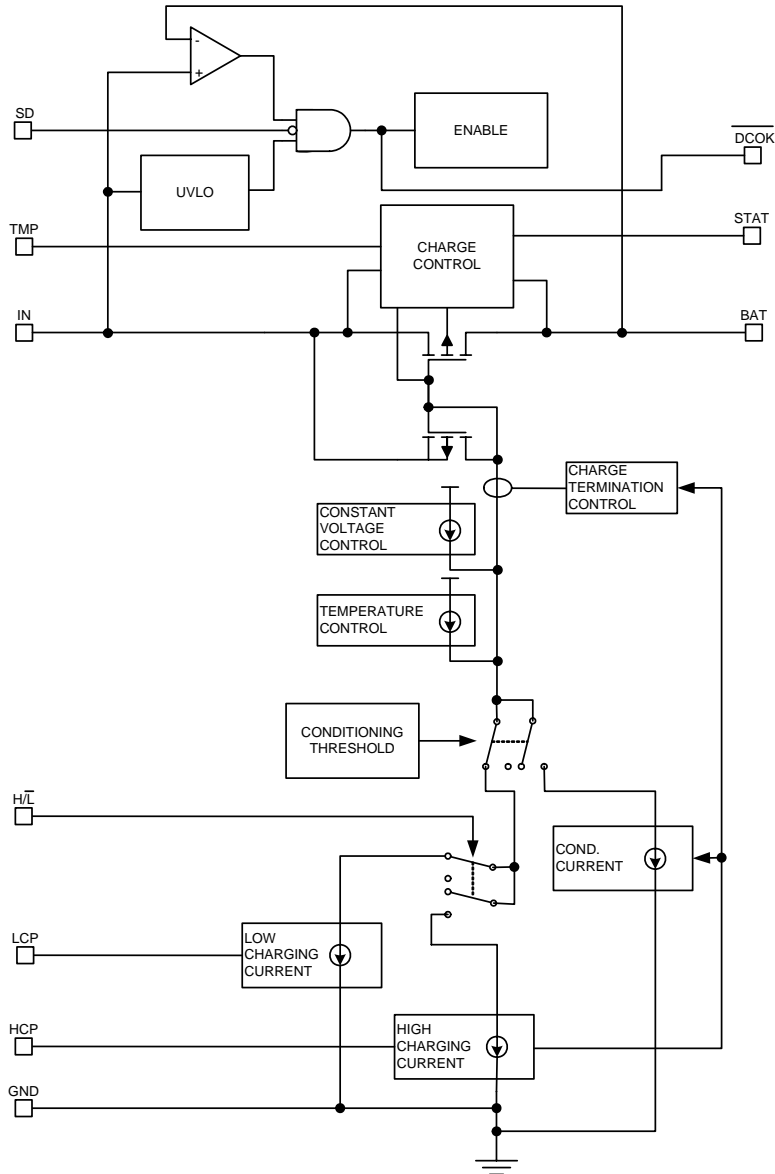 -
+
SD
ENABLE
D̅C̅O̅K̅
UVLO
TMP
STAT
CHARGE
CONTROL
IN
BAT
CHARGE
TERMINATION
CONTROL
CONSTANT
VOLTAGE
CONTROL
TEMPERATURE
CONTROL
CONDITIONING
THRESHOLD
H/L̅
COND.
CURRENT
LCP
LOW
CHARGING
CURRENT
HCP
HIGH
CHARGING
CURRENT
GND